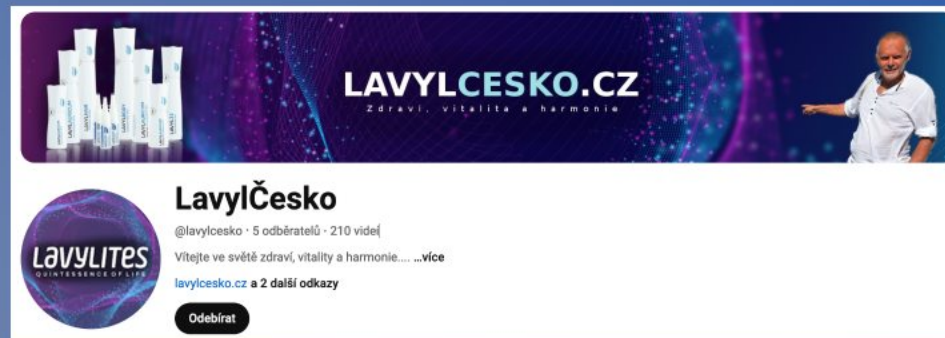 LAVYLCESKO.CZ
Zdravi, vitalita a harmonie
LavylČesko
@lavylcesko · 5 odběratelů · 210 videí
LAVYLITES
QUINTESSENCE OF LIFE
Vítejte ve světě zdraví, vitality a harmonie.... ...více
lavylcesko.cz a 2 další odkazy
Odebírat